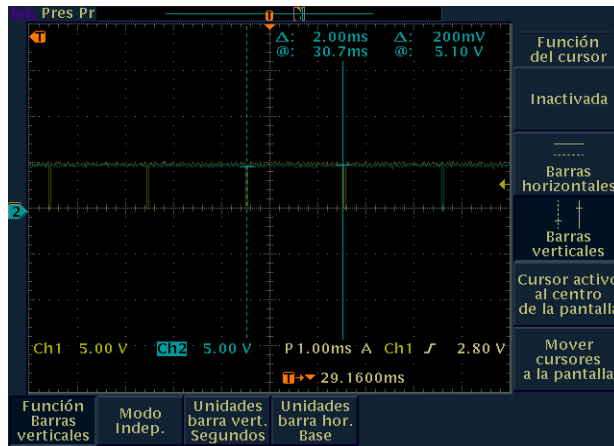 Pres Pr
T
T
Δ: 2.00ms Δ: 200mV
@: 30.7ms @: 5.10 V
2
Ch1 5.00 V Ch2 5.00 V P 1.00ms A Ch1 2.80 V
T 29.1600ms
Función
del cursor
Inactivada
Barras
horizontales
Barras
verticales
Cursor activo
al centro
de la pantalla
Mover
cursores
a la pantalla
Función
Barras
verticales
Modo
Indep.
Unidades
barra vert.
Segundos
Unidades
barra hor.
Base